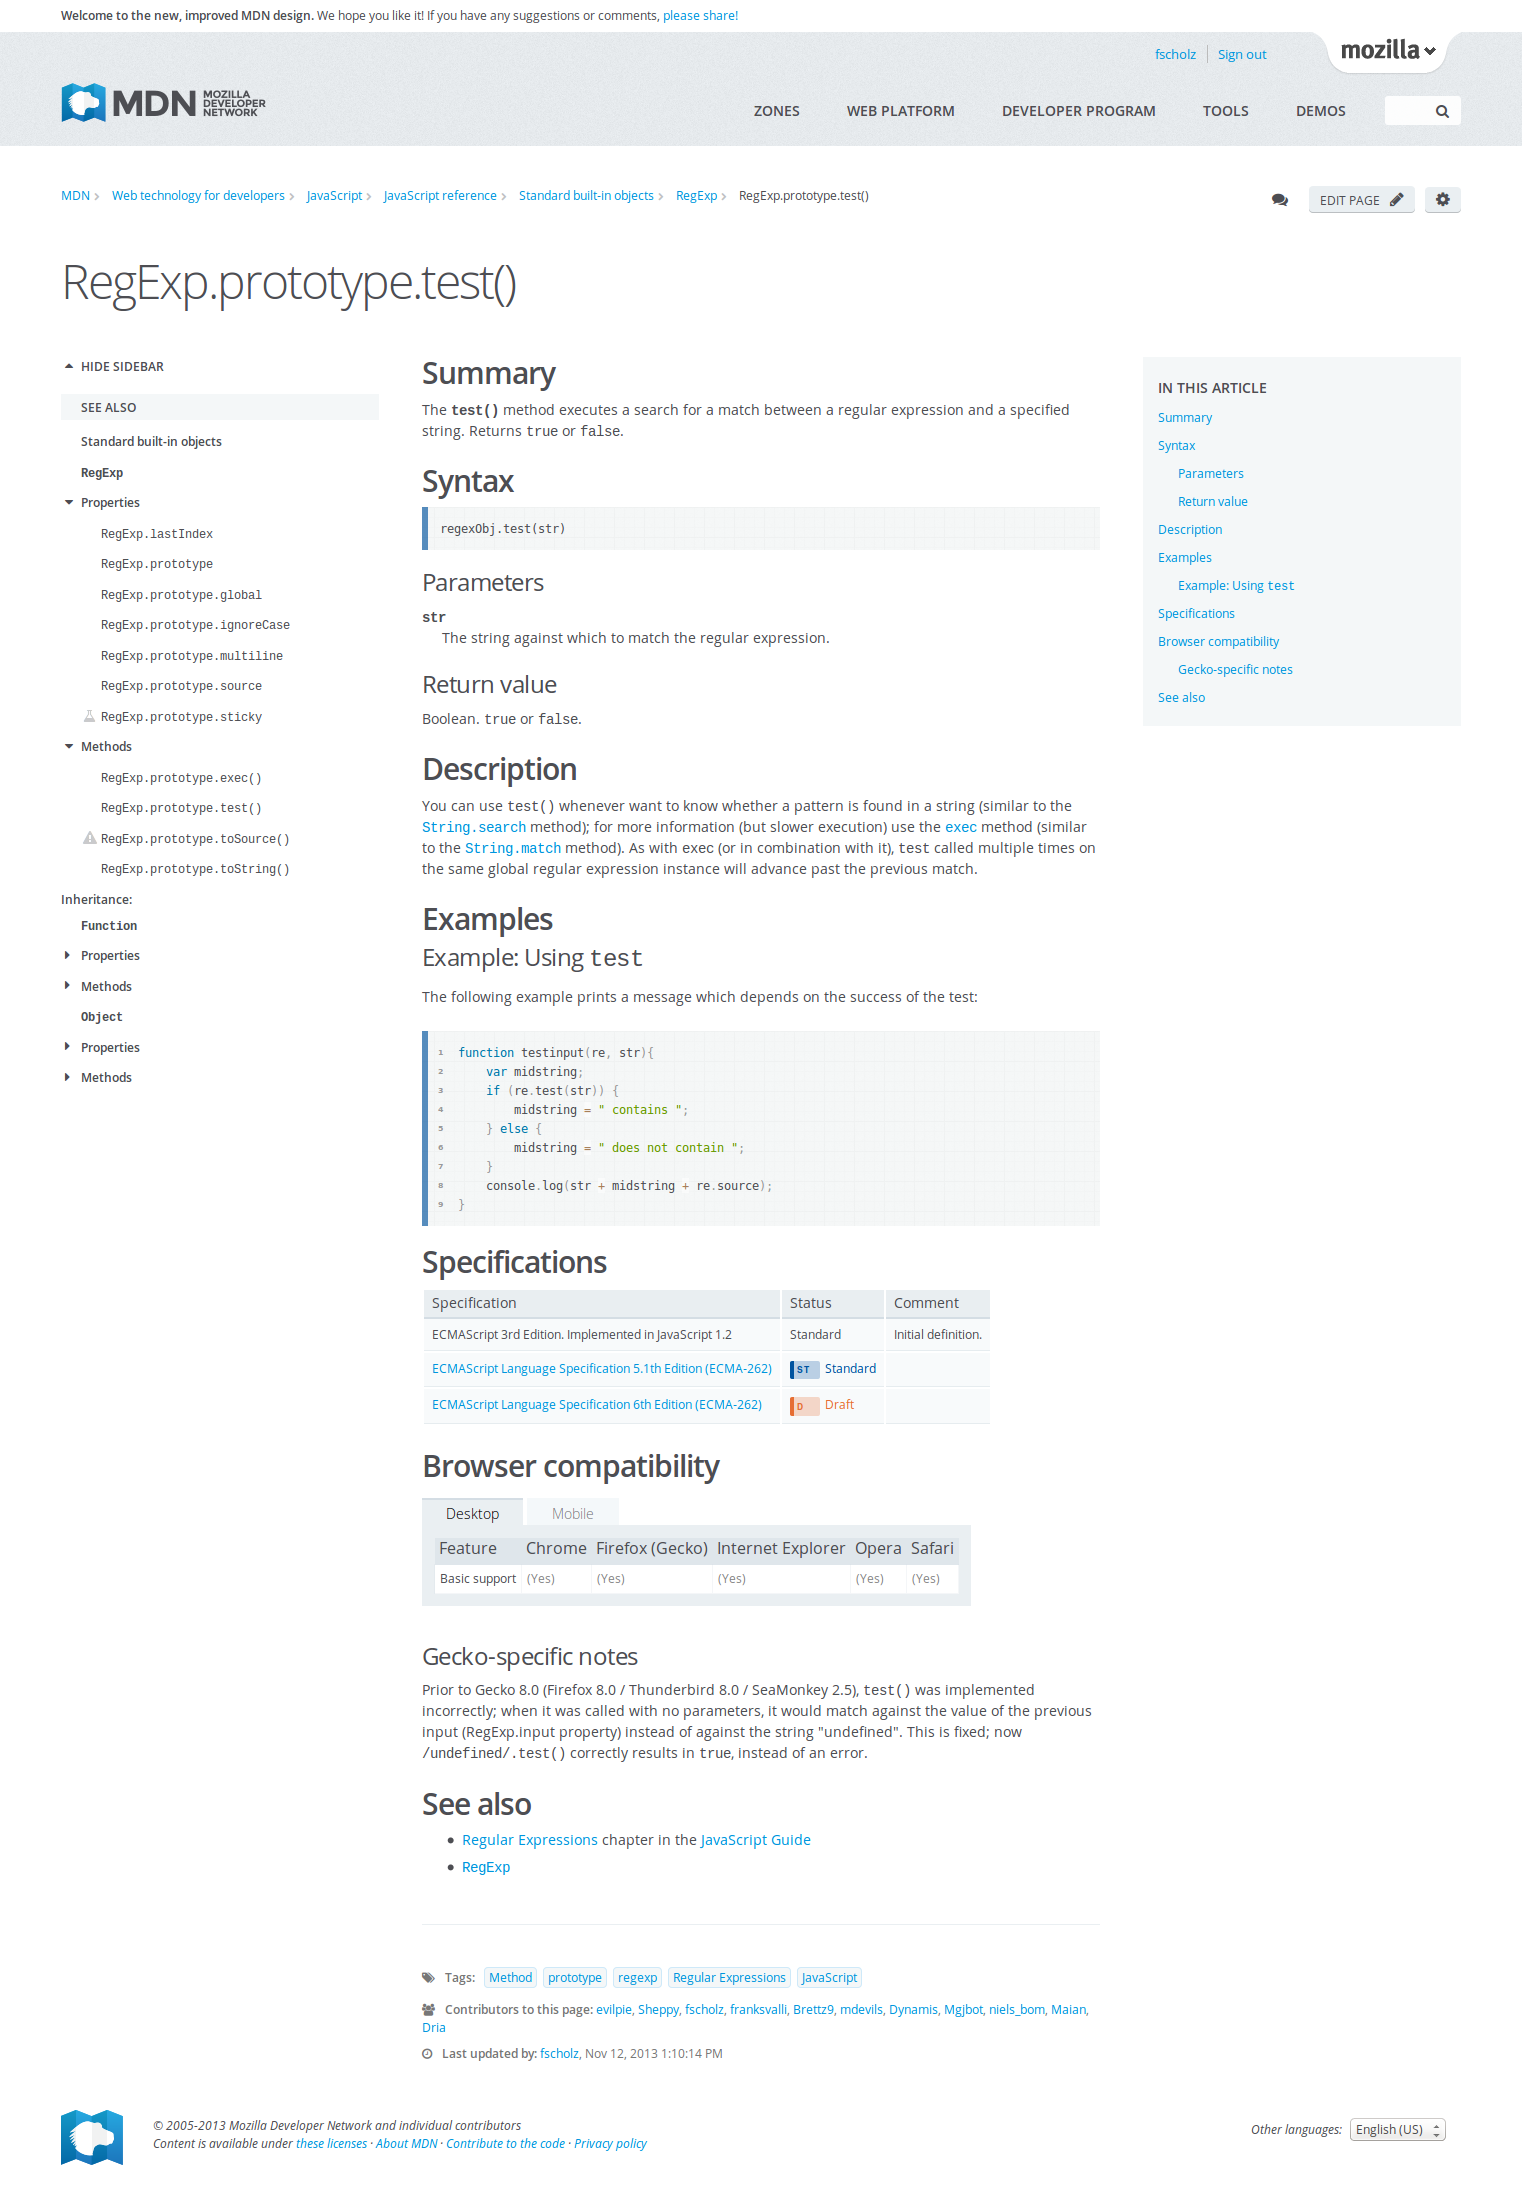 Welcome to the new, improved MDN design. We hope you like it! If you have any suggestions or comments, please share!
fscholz
Sign out
mozilla
MDN MOZILLA DEVELOPER NETWORK
ZONES
WEB PLATFORM
DEVELOPER PROGRAM
TOOLS
DEMOS
MDN
Web technology for developers
JavaScript
JavaScript reference
Standard built-in objects
RegExp
RegExp.prototype.test()
EDIT PAGE
RegExp.prototype.test()
HIDE SIDEBAR
SEE ALSO
Standard built-in objects
RegExp
Properties
RegExp.lastIndex
RegExp.prototype
RegExp.prototype.global
RegExp.prototype.ignoreCase
RegExp.prototype.multiline
RegExp.prototype.source
RegExp.prototype.sticky
Methods
RegExp.prototype.exec()
RegExp.prototype.test()
RegExp.prototype.toSource()
RegExp.prototype.toString()
Inheritance:
Function
Properties
Methods
Object
Properties
Methods
Summary
The test() method executes a search for a match between a regular expression and a specified
string. Returns true or false.
Syntax
regexObj.test(str)
Parameters
str
The string against which to match the regular expression.
Return value
Boolean. true or false.
Description
You can use test() whenever want to know whether a pattern is found in a string (similar to the
String.search method); for more information (but slower execution) use the exec method (similar
to the String.match method). As with exec (or in combination with it), test called multiple times on
the same global regular expression instance will advance past the previous match.
Examples
Example: Using test
The following example prints a message which depends on the success of the test:
1 function testinput(re, str){
2 var midstring;
3 if (re.test(str)) {
4 midstring = " contains ";
5 } else {
6 midstring = " does not contain ";
7 }
8 console.log(str + midstring + re.source);
9 }
Specifications
Specification Status Comment
ECMAScript 3rd Edition. Implemented in JavaScript 1.2 Standard Initial definition.
ECMAScript Language Specification 5.1th Edition (ECMA-262) ST Standard
ECMAScript Language Specification 6th Edition (ECMA-262) D Draft
Browser compatibility
Desktop Mobile
Feature Chrome Firefox (Gecko) Internet Explorer Opera Safari
Basic support (Yes) (Yes) (Yes) (Yes) (Yes)
Gecko-specific notes
Prior to Gecko 8.0 (Firefox 8.0 / Thunderbird 8.0 / SeaMonkey 2.5), test() was implemented
incorrectly; when it was called with no parameters, it would match against the value of the previous
input (RegExp.input property) instead of against the string "undefined". This is fixed; now
/undefined/.test() correctly results in true, instead of an error.
See also
• Regular Expressions chapter in the JavaScript Guide
• RegExp
Tags: Method prototype regexp Regular Expressions JavaScript
Contributors to this page: evilpie, Sheppy, fscholz, franksvalli, Brettz9, mdevils, Dynamis, Mgjbot, niels_bom, Maian,
Dria
Last updated by: fscholz, Nov 12, 2013 1:10:14 PM
IN THIS ARTICLE
Summary
Syntax
Parameters
Return value
Description
Examples
Example: Using test
Specifications
Browser compatibility
Gecko-specific notes
See also
© 2005-2013 Mozilla Developer Network and individual contributors
Content is available under these licenses · About MDN · Contribute to the code · Privacy policy
Other languages: English (US)